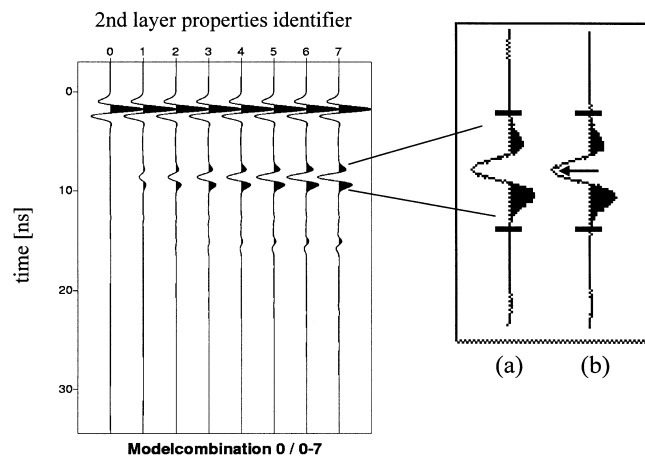 2nd layer properties identifier
0 1 2 3 4 5 6 7
time [ns]
0
10
20
30
Modelcombination 0 / 0-7
(a) (b)